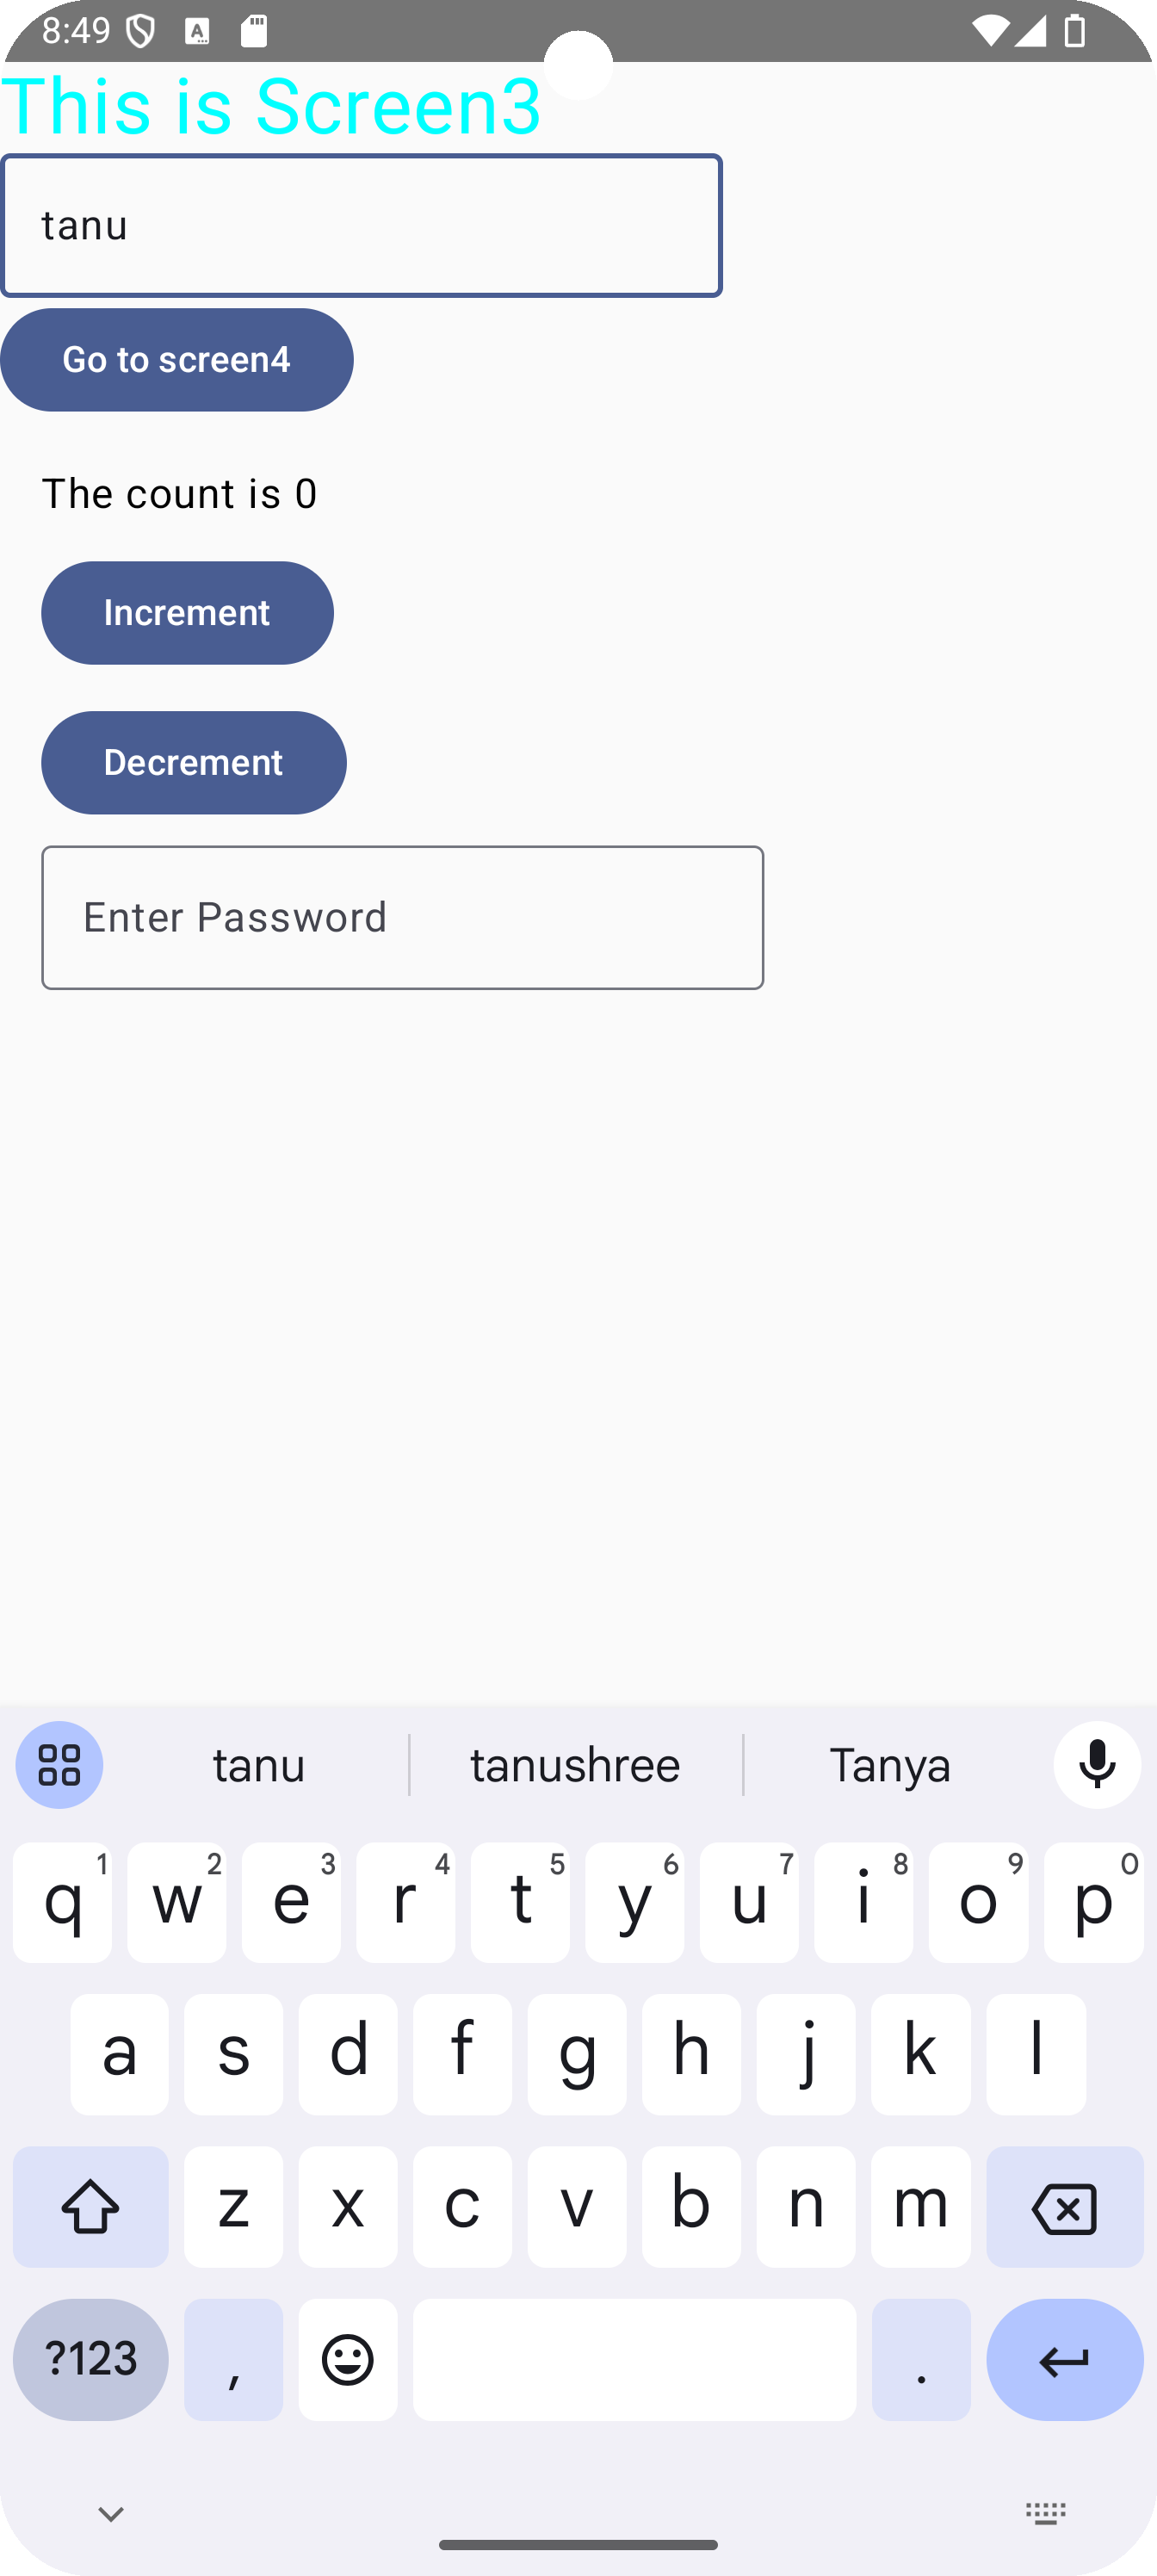 8:49
This is Screen3
tanu
Go to screen4
The count is 0
Increment
Decrement
Enter Password
tanu tanushree Tanya
q 1 w 2 e 3 r 4 t 5 y 6 u 7 i 8 o 9 p 0
a s d f g h j k l
z x c v b n m
?123 , .